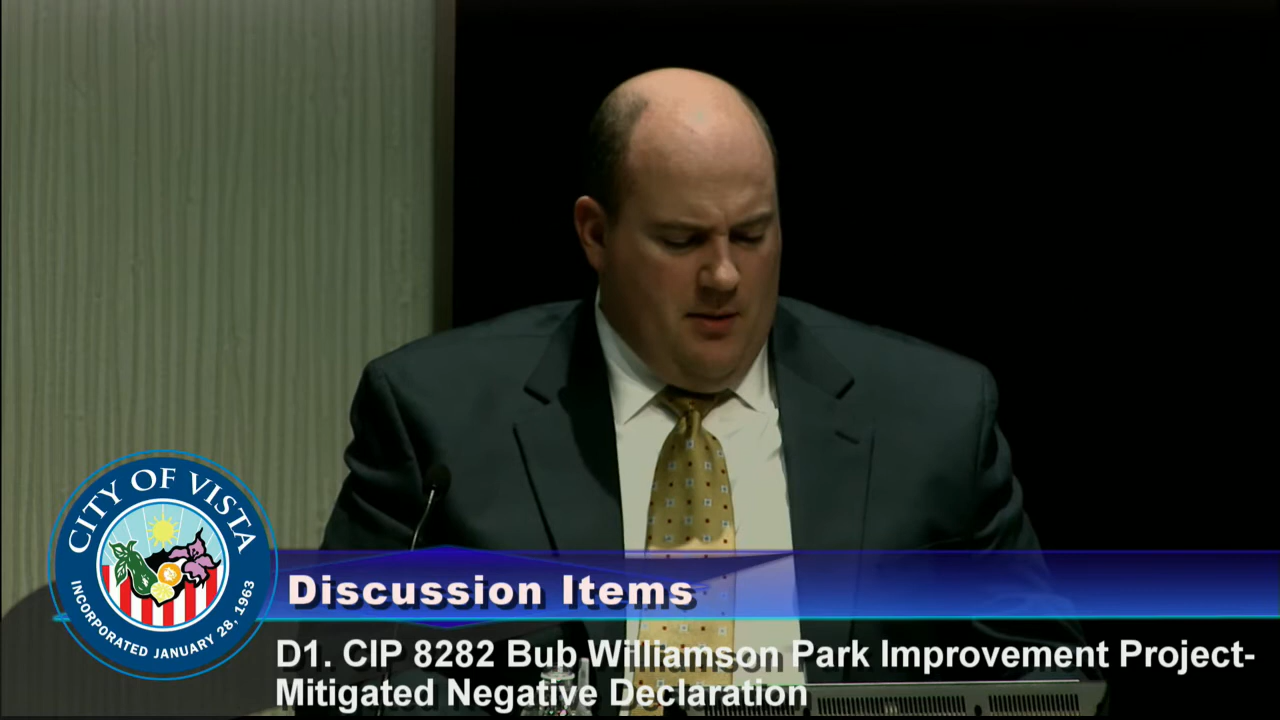 CITY OF VISTA
INCORPORATED JANUARY 28, 1963
Discussion Items
D1. CIP 8282 Bub Williamson Park Improvement Project-
Mitigated Negative Declaration